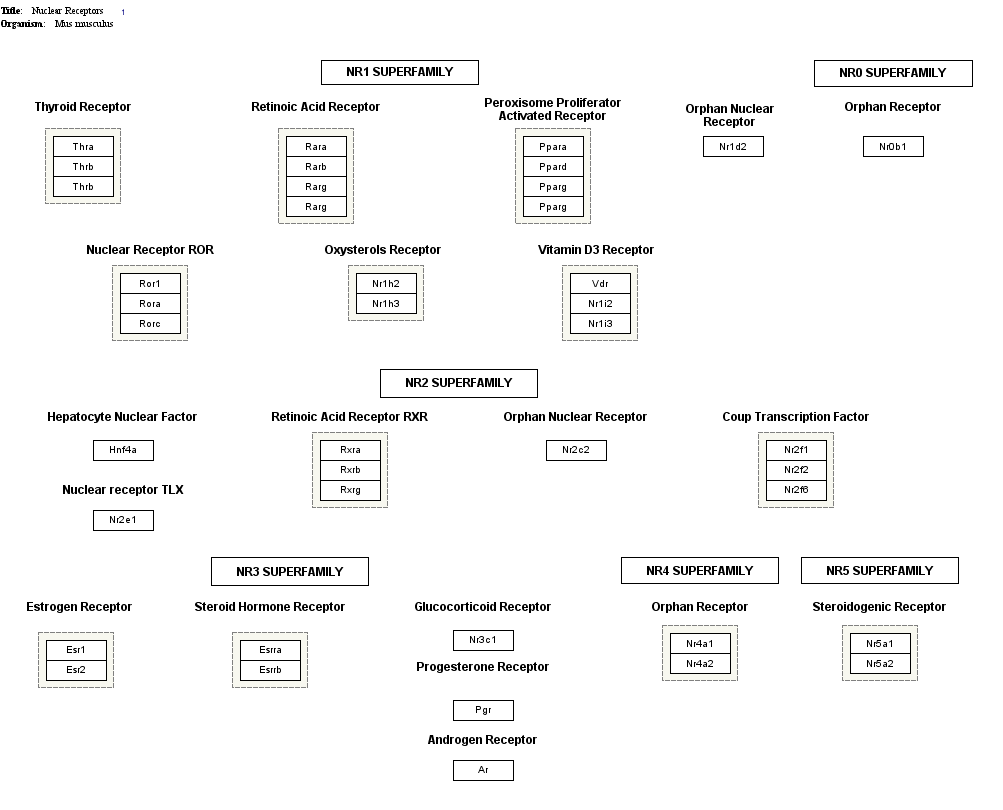 Title: Nuclear Receptors 1
Organism: Mus musculus
NR1 SUPERFAMILY
NR0 SUPERFAMILY
Thyroid Receptor
Thra
Thrb
Thrb
Retinoic Acid Receptor
Rara
Rarb
Rarg
Rarg
Peroxisome Proliferator
Activated Receptor
Ppara
Ppard
Pparg
Pparg
Orphan Nuclear
Receptor
Nr1d2
Orphan Receptor
Nr0b1
Nuclear Receptor ROR
Ror1
Rora
Rorc
Oxysterols Receptor
Nr1h2
Nr1h3
Vitamin D3 Receptor
Vdr
Nr1i2
Nr1i3
NR2 SUPERFAMILY
Hepatocyte Nuclear Factor
Hnf4a
Nuclear receptor TLX
Nr2e1
Retinoic Acid Receptor RXR
Rxra
Rxrb
Rxrg
Orphan Nuclear Receptor
Nr2c2
Coup Transcription Factor
Nr2f1
Nr2f2
Nr2f6
NR3 SUPERFAMILY
NR4 SUPERFAMILY
NR5 SUPERFAMILY
Estrogen Receptor
Esr1
Esr2
Steroid Hormone Receptor
Esrra
Esrrb
Glucocorticoid Receptor
Nr3c1
Progesterone Receptor
Pgr
Androgen Receptor
Ar
Orphan Receptor
Nr4a1
Nr4a2
Steroidogenic Receptor
Nr5a1
Nr5a2